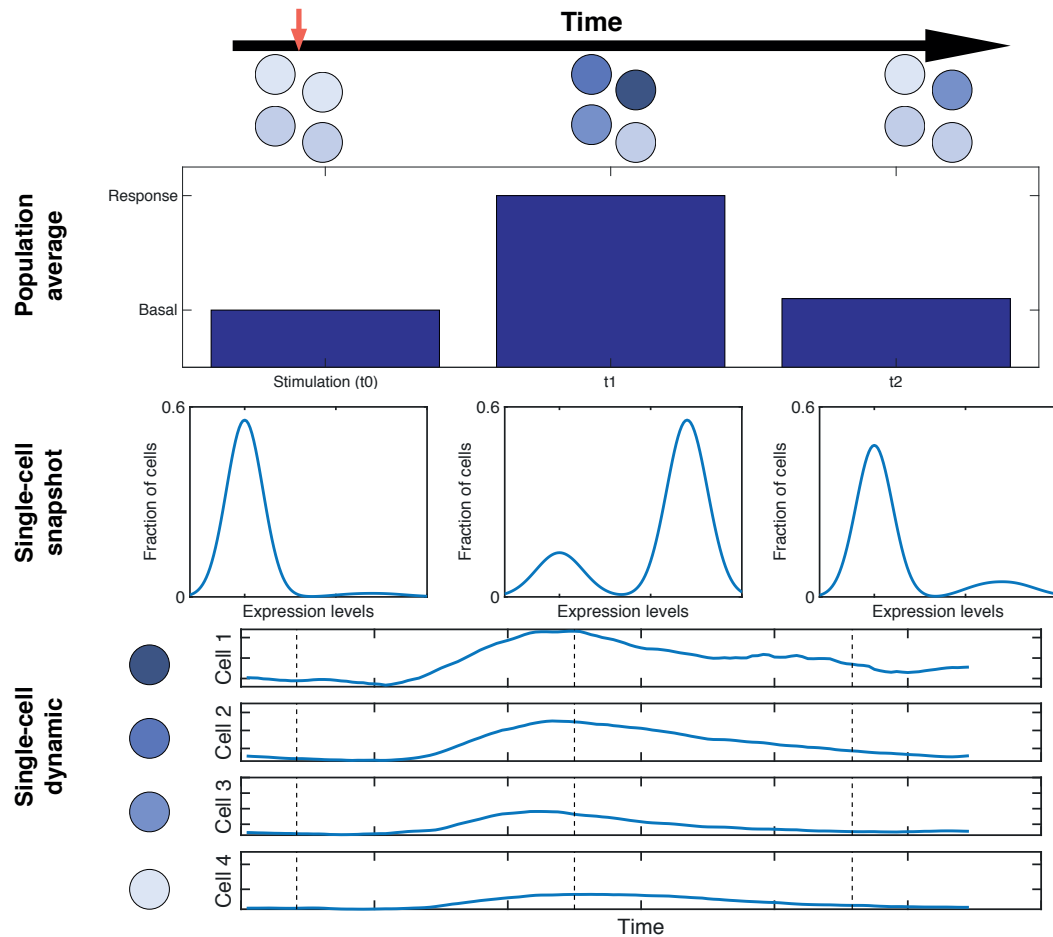 Time
Population
average
Response
Basal
Stimulation (t0)
t1
t2
Single-cell
snapshot
0.6
Fraction of cells
0
Expression levels
0.6
Fraction of cells
0
Expression levels
0.6
Fraction of cells
0
Expression levels
Single-cell
dynamic
Cell 1
Cell 2
Cell 3
Cell 4
Time